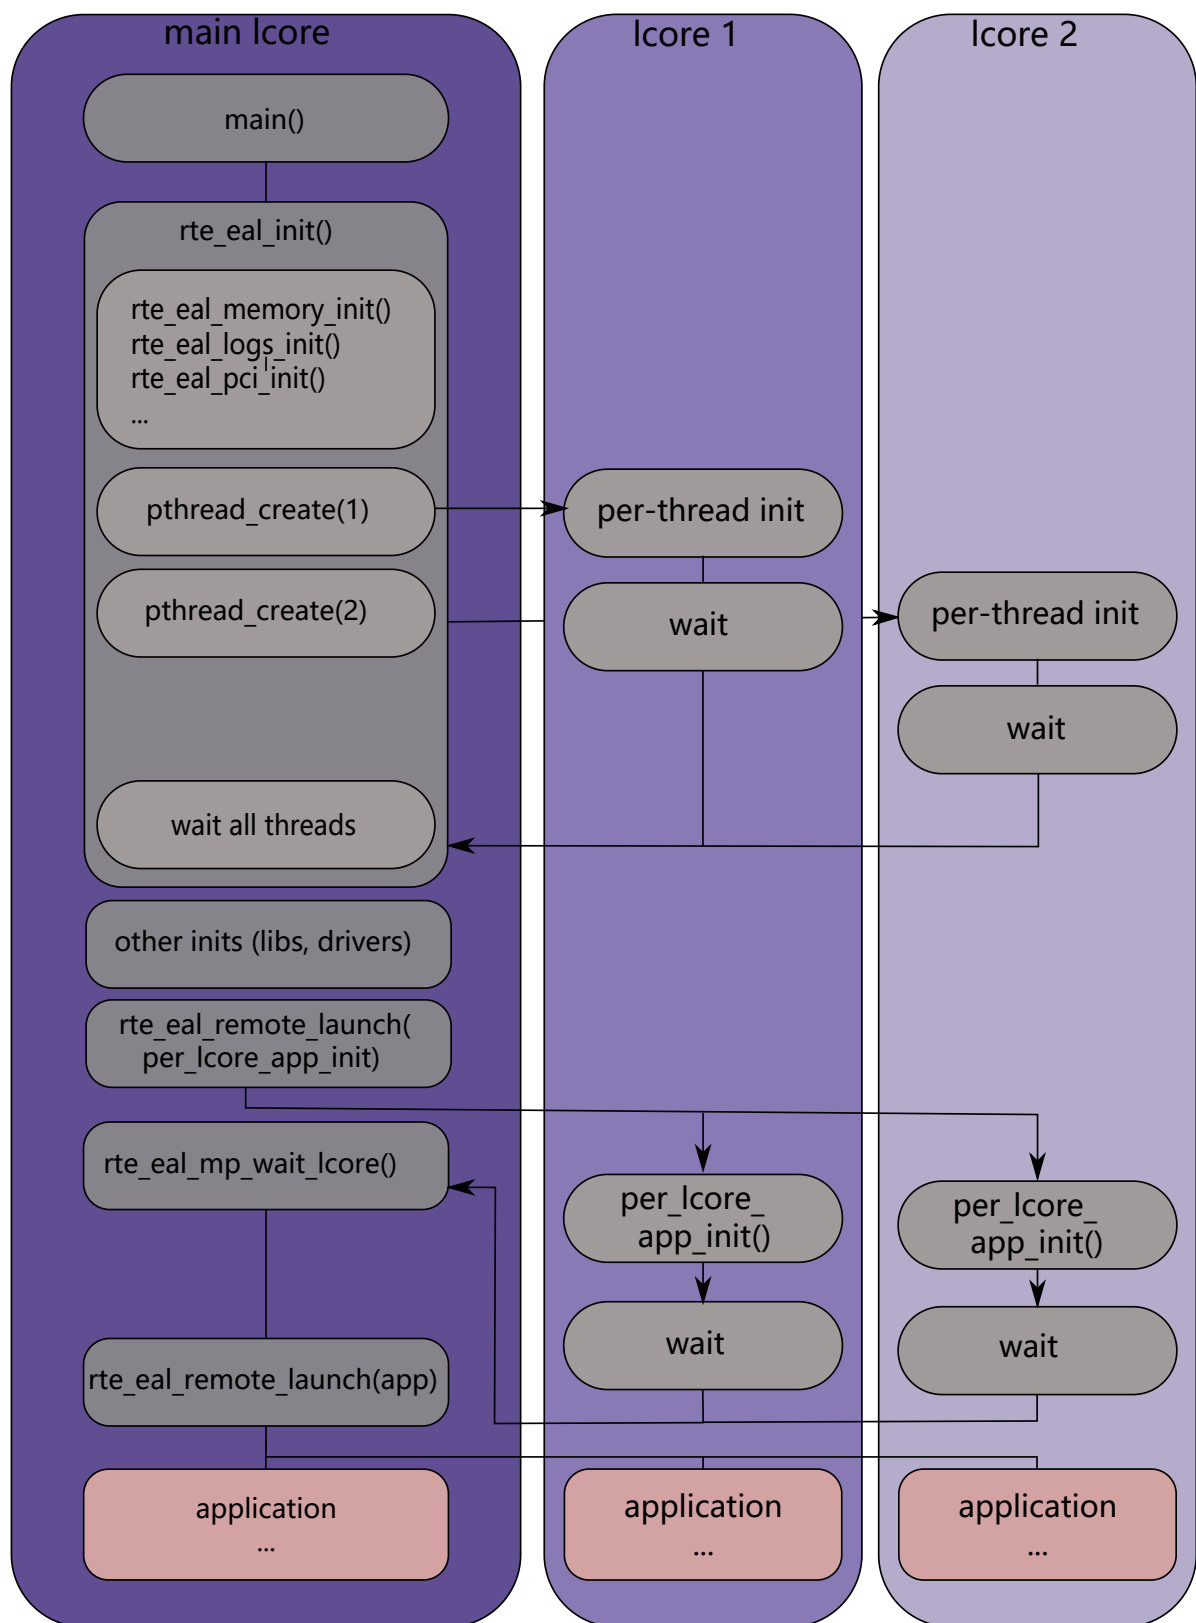 main lcore
main()
rte_eal_init()
rte_eal_memory_init()
rte_eal_logs_init()
rte_eal_pci_init()
...
pthread_create(1)
pthread_create(2)
wait all threads
other inits (libs, drivers)
rte_eal_remote_launch(
per_lcore_app_init)
rte_eal_mp_wait_lcore()
rte_eal_remote_launch(app)
application
...
lcore 1
per-thread init
wait
per_lcore_
app_init()
wait
application
...
lcore 2
per-thread init
wait
per_lcore_
app_init()
wait
application
...